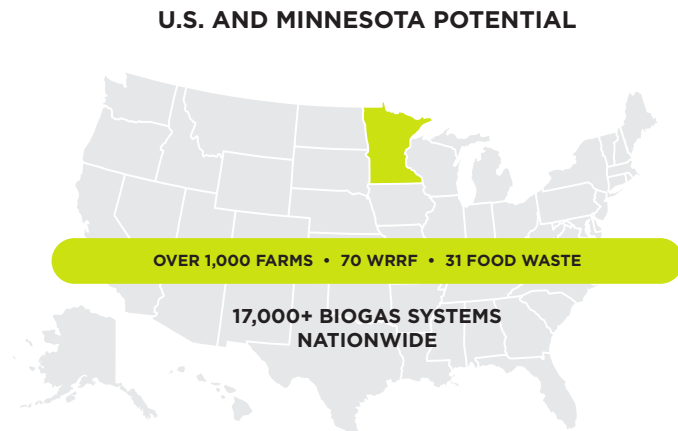 U.S. AND MINNESOTA POTENTIAL
OVER 1,000 FARMS • 70 WRRF • 31 FOOD WASTE
17,000+ BIOGAS SYSTEMS
NATIONWIDE